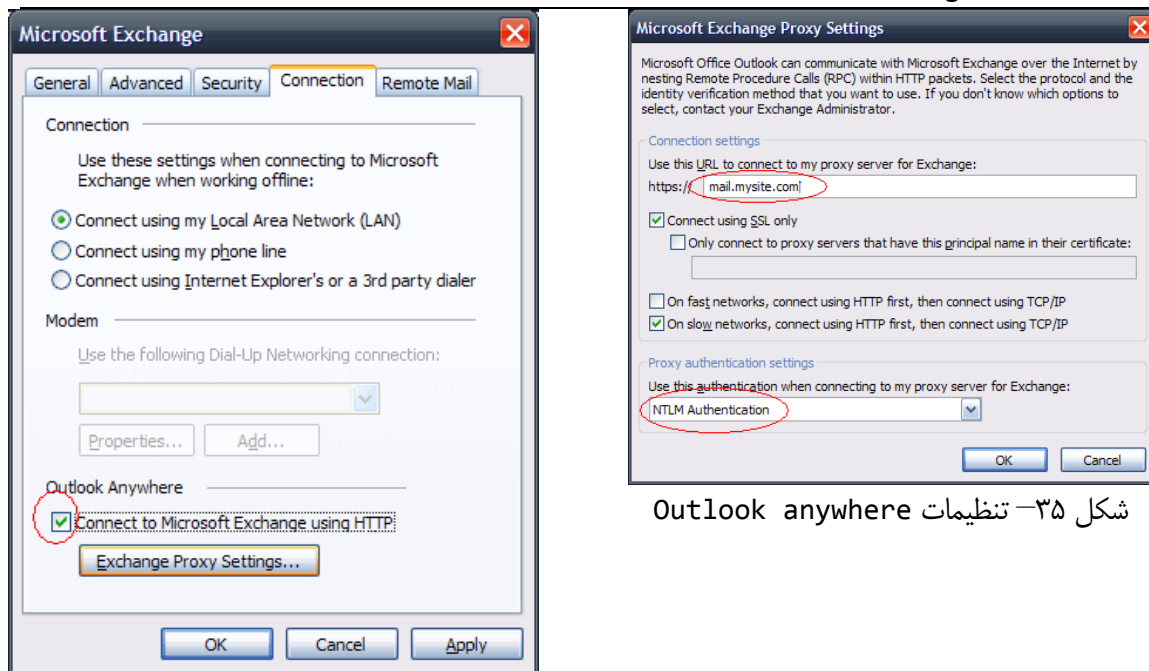 Microsoft Exchange
General Advanced Security Connection Remote Mail
Connection
Use these settings when connecting to Microsoft
Exchange when working offline:
Connect using my Local Area Network (LAN)
Connect using my phone line
Connect using Internet Explorer's or a 3rd party dialer
Modem
Use the following Dial-Up Networking connection:
Properties... Add...
Outlook Anywhere
Connect to Microsoft Exchange using HTTP
Exchange Proxy Settings...
OK Cancel Apply
Microsoft Exchange Proxy Settings
Microsoft Office Outlook can communicate with Microsoft Exchange over the Internet by
nesting Remote Procedure Calls (RPC) within HTTP packets. Select the protocol and the
identity verification method that you want to use. If you don't know which options to
select, contact your Exchange Administrator.
Connection settings
Use this URL to connect to my proxy server for Exchange:
https:// mail.mysite.com
Connect using SSL only
Only connect to proxy servers that have this principal name in their certificate:
On fast networks, connect using HTTP first, then connect using TCP/IP
On slow networks, connect using HTTP first, then connect using TCP/IP
Proxy authentication settings
Use this authentication when connecting to my proxy server for Exchange:
NTLM Authentication
OK Cancel
شکل ۳۵– تنظیمات Outlook anywhere